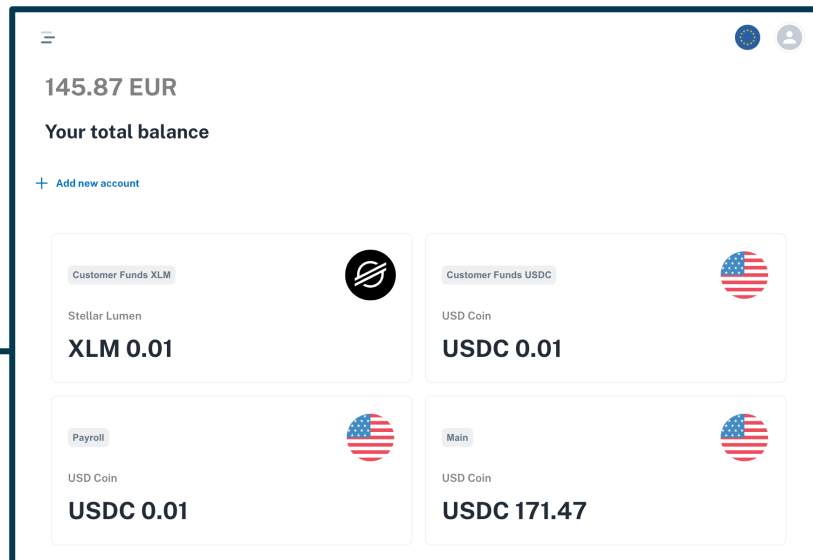 145.87 EUR
Your total balance
Add new account
Customer Funds XLM
Stellar Lumen
XLM 0.01
Customer Funds USDC
USD Coin
USDC 0.01
Payroll
USD Coin
USDC 0.01
Main
USD Coin
USDC 171.47